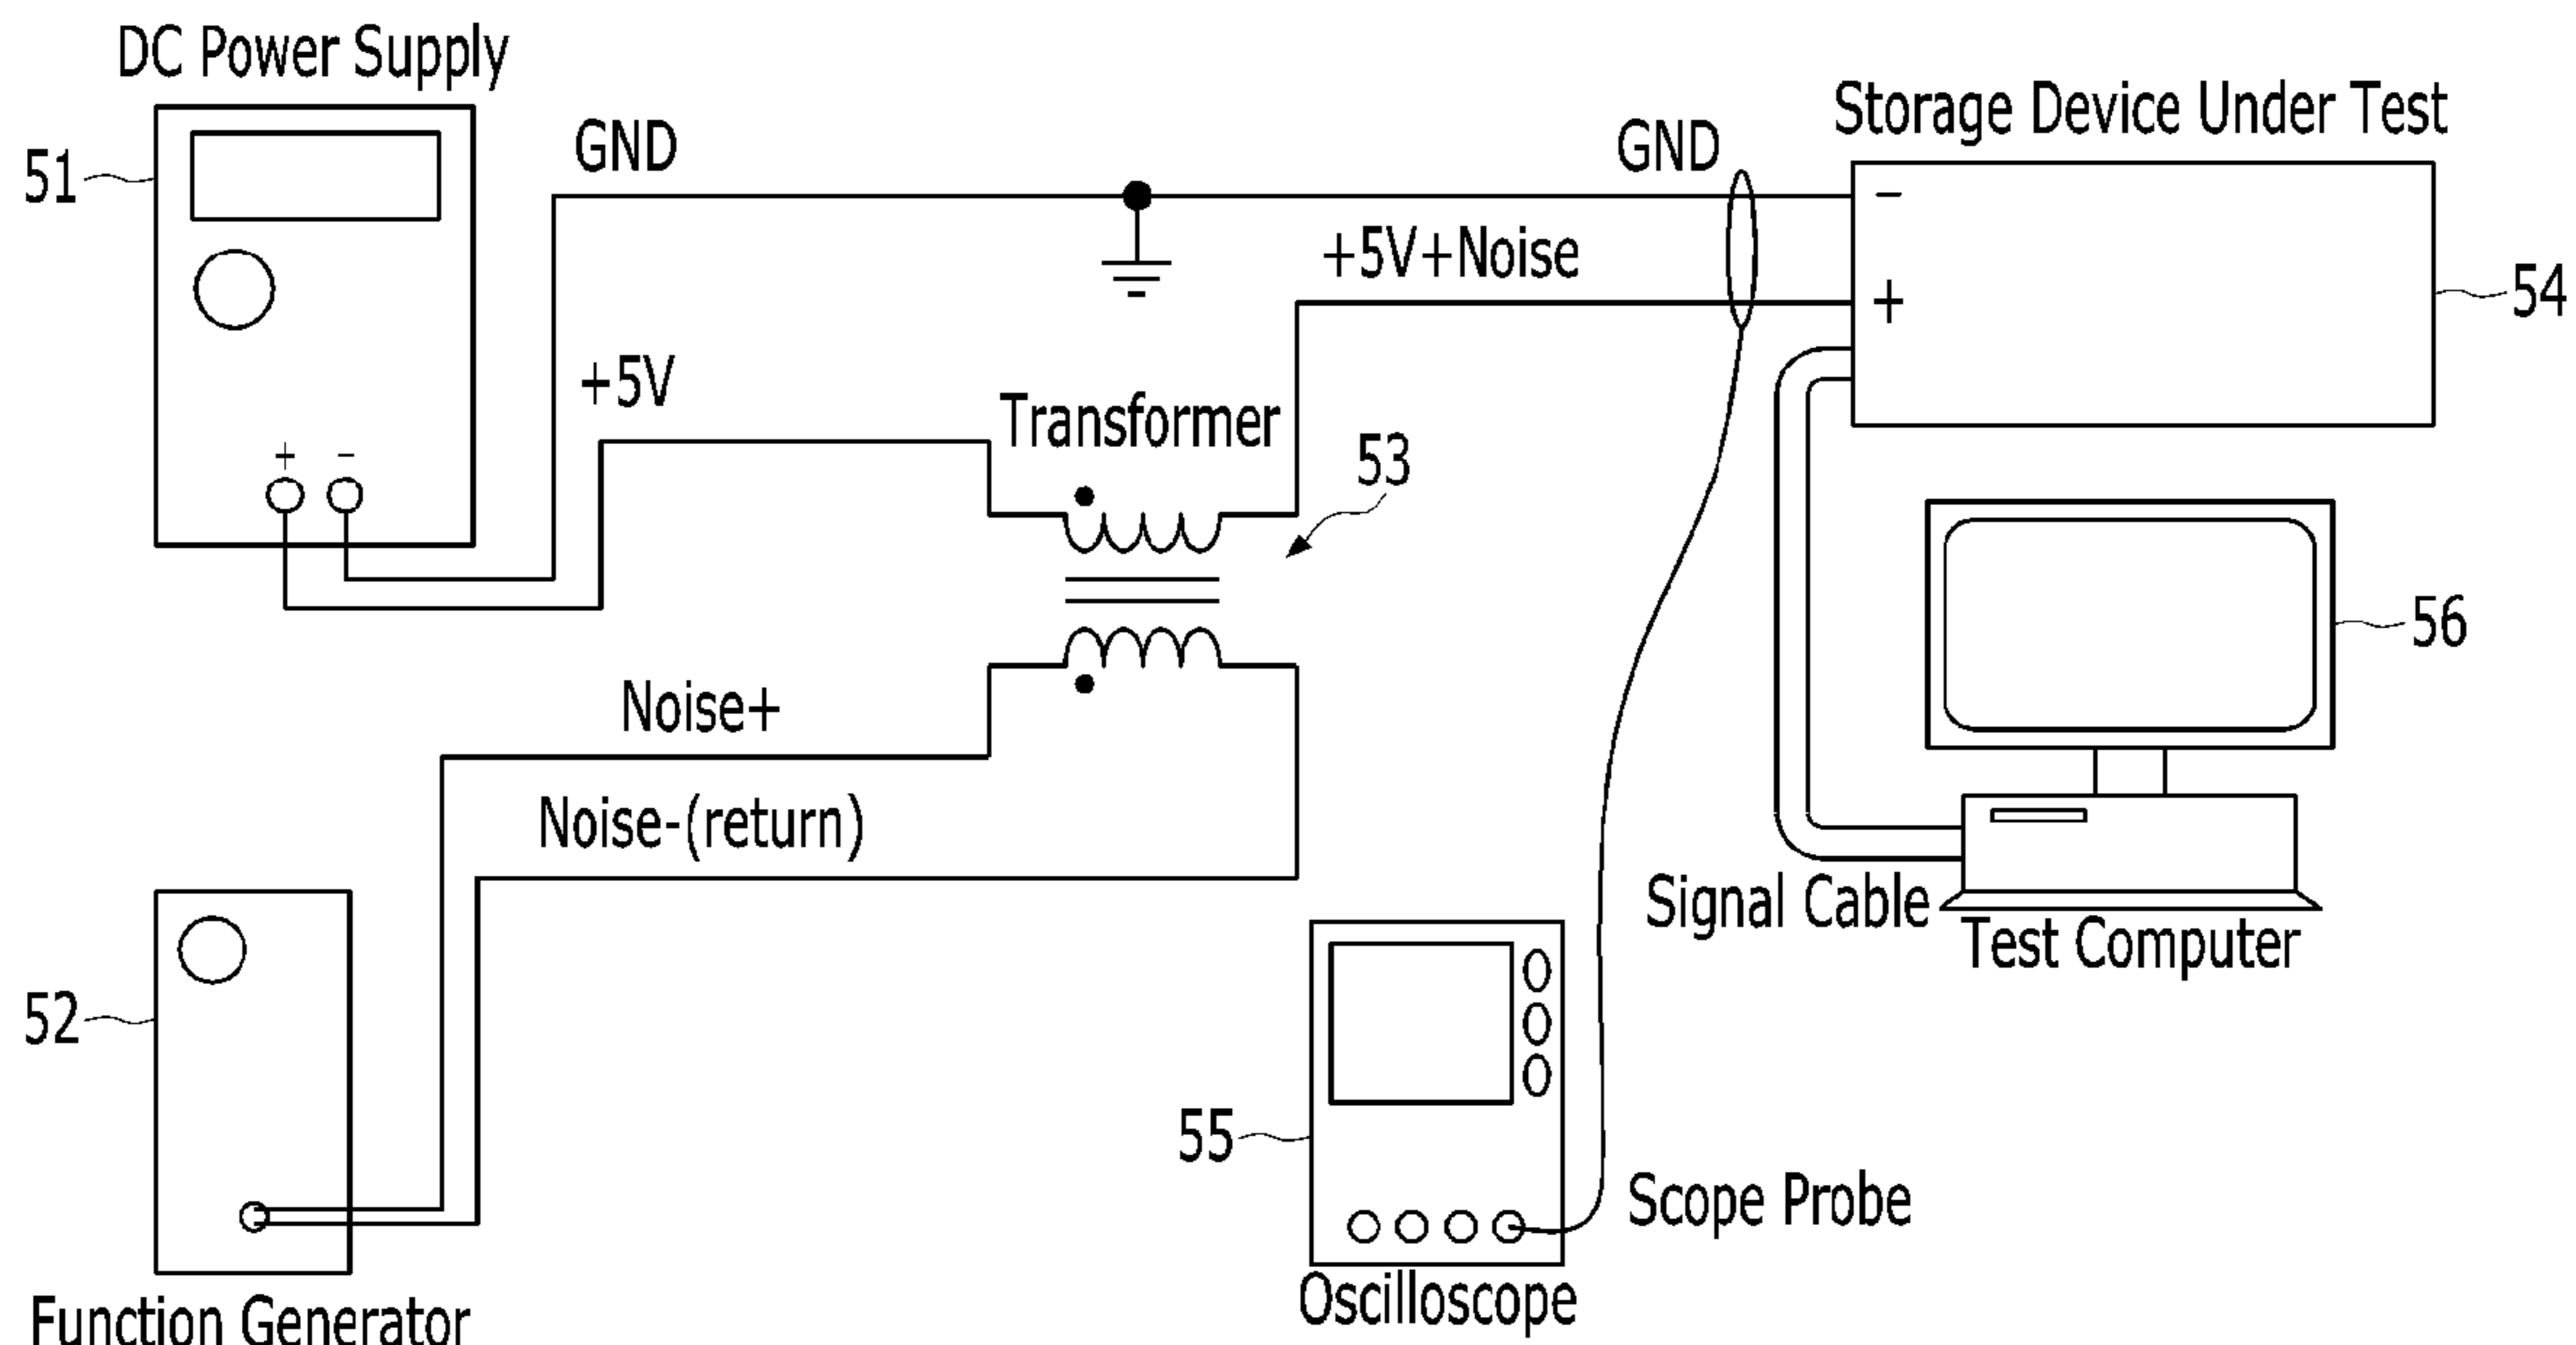 DC Power Supply
51
+ -
GND
+5V
GND
+5V+Noise
Storage Device Under Test
-
+
54
Transformer
53
56
Noise+
Noise-(return)
52
Function Generator
55
Oscilloscope
Scope Probe
Signal Cable
Test Computer